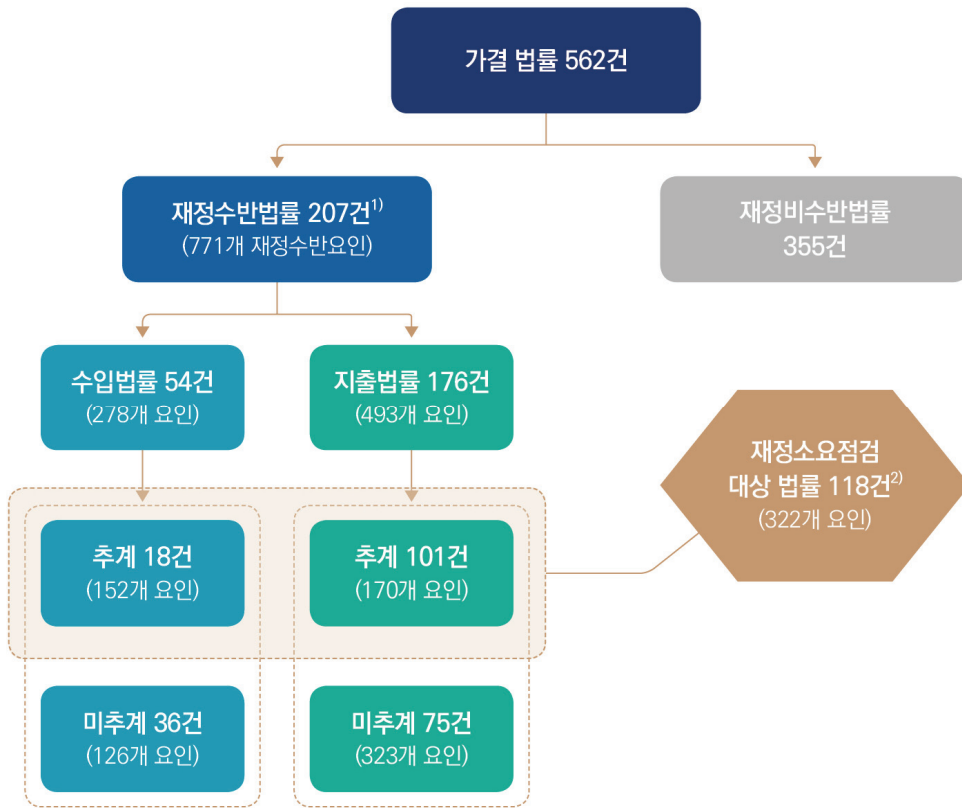 가결 법률 562건
재정수반법률 207건1)
(771개 재정수반요인)
재정비수반법률
355건
수입법률 54건
(278개 요인)
지출법률 176건
(493개 요인)
재정소요점검
대상 법률 118건2)
(322개 요인)
추계 18건
(152개 요인)
추계 101건
(170개 요인)
미추계 36건
(126개 요인)
미추계 75건
(323개 요인)